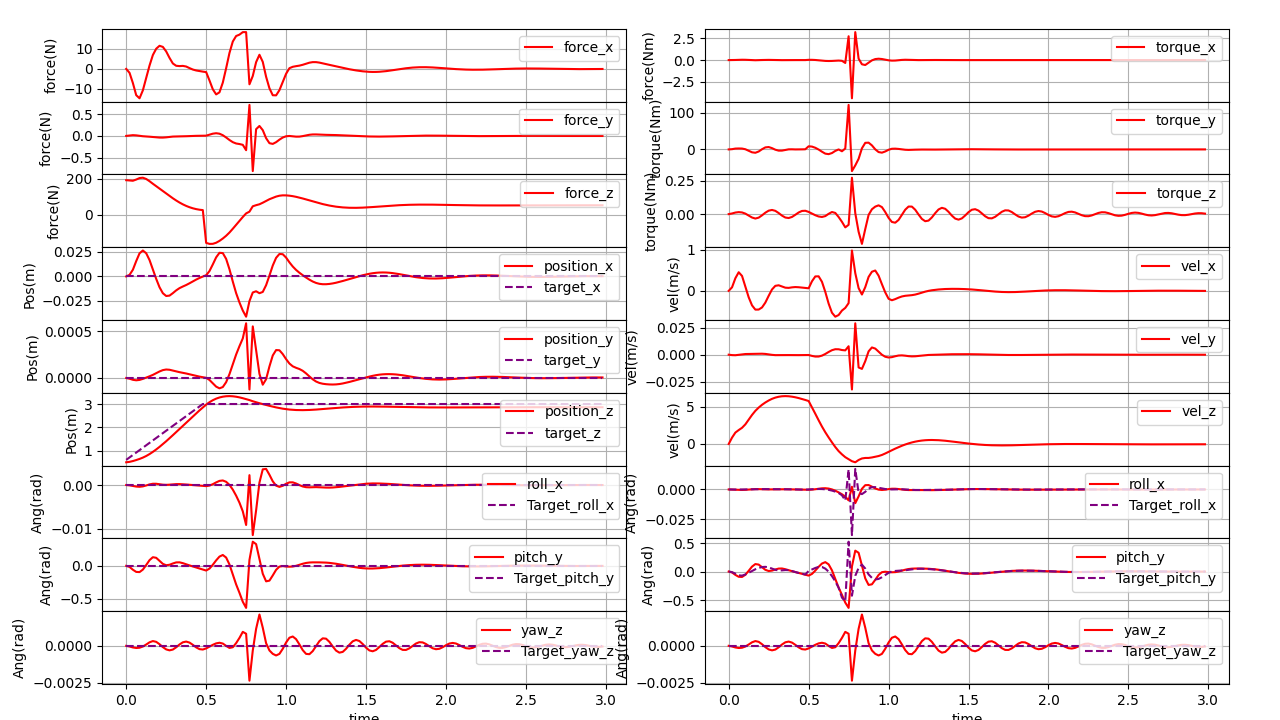 force(N)
10
0
−10
force_x
force(N)
0.5
0.0
−0.5
force_y
force(N)
200
0
force_z
Pos(m)
0.025
0.000
−0.025
position_x
target_x
Pos(m)
0.0005
0.0000
position_y
target_y
Pos(m)
3
2
1
position_z
target_z
Ang(rad)
0.00
−0.01
roll_x
Target_roll_x
Ang(rad)
0.0
−0.5
pitch_y
Target_pitch_y
Ang(rad)
0.0000
−0.0025
yaw_z
Target_yaw_z
0.0 0.5 1.0 1.5 2.0 2.5 3.0
time
force(Nm)
2.5
0.0
−2.5
torque_x
torque(Nm)
100
0
torque_y
torque(Nm)
0.25
0.00
torque_z
vel(m/s)
1
0
vel_x
vel(m/s)
0.025
0.000
−0.025
vel_y
vel(m/s)
5
0
vel_z
Ang(rad)
0.000
−0.025
roll_x
Target_roll_x
Ang(rad)
0.5
0.0
−0.5
pitch_y
Target_pitch_y
Ang(rad)
0.0000
−0.0025
yaw_z
Target_yaw_z
0.0 0.5 1.0 1.5 2.0 2.5 3.0
time